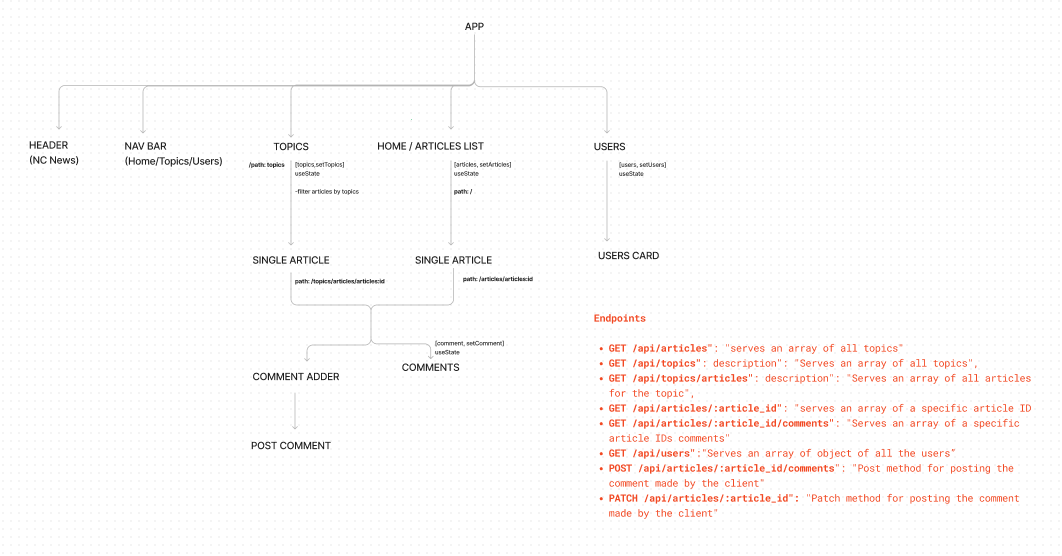 APP
HEADER
(NC News)
NAV BAR
(Home/Topics/Users)
TOPICS
HOME / ARTICLES LIST
USERS
/path: topics
[topics,setTopics]
useState
-filter articles by topics
[articles, setArticles]
useState
path: /
[users, setUsers]
useState
SINGLE ARTICLE
SINGLE ARTICLE
USERS CARD
path: /topics/articles/articles:id
path: /articles/articles:id
[comment, setComment]
useState
COMMENT ADDER
COMMENTS
POST COMMENT
Endpoints
• GET /api/articles": "serves an array of all topics"
• GET /api/topics": description": "Serves an array of all topics",
• GET /api/topics/articles": description": "Serves an array of all articles
for the topic",
• GET /api/articles/:article_id": "serves an array of a specific article ID
• GET /api/articles/:article_id/comments": "Serves an array of a specific
article IDs comments"
• GET /api/users":"Serves an array of object of all the users"
• POST /api/articles/:article_id/comments": "Post method for posting the
comment made by the client"
• PATCH /api/articles/:article_id": "Patch method for posting the comment
made by the client"